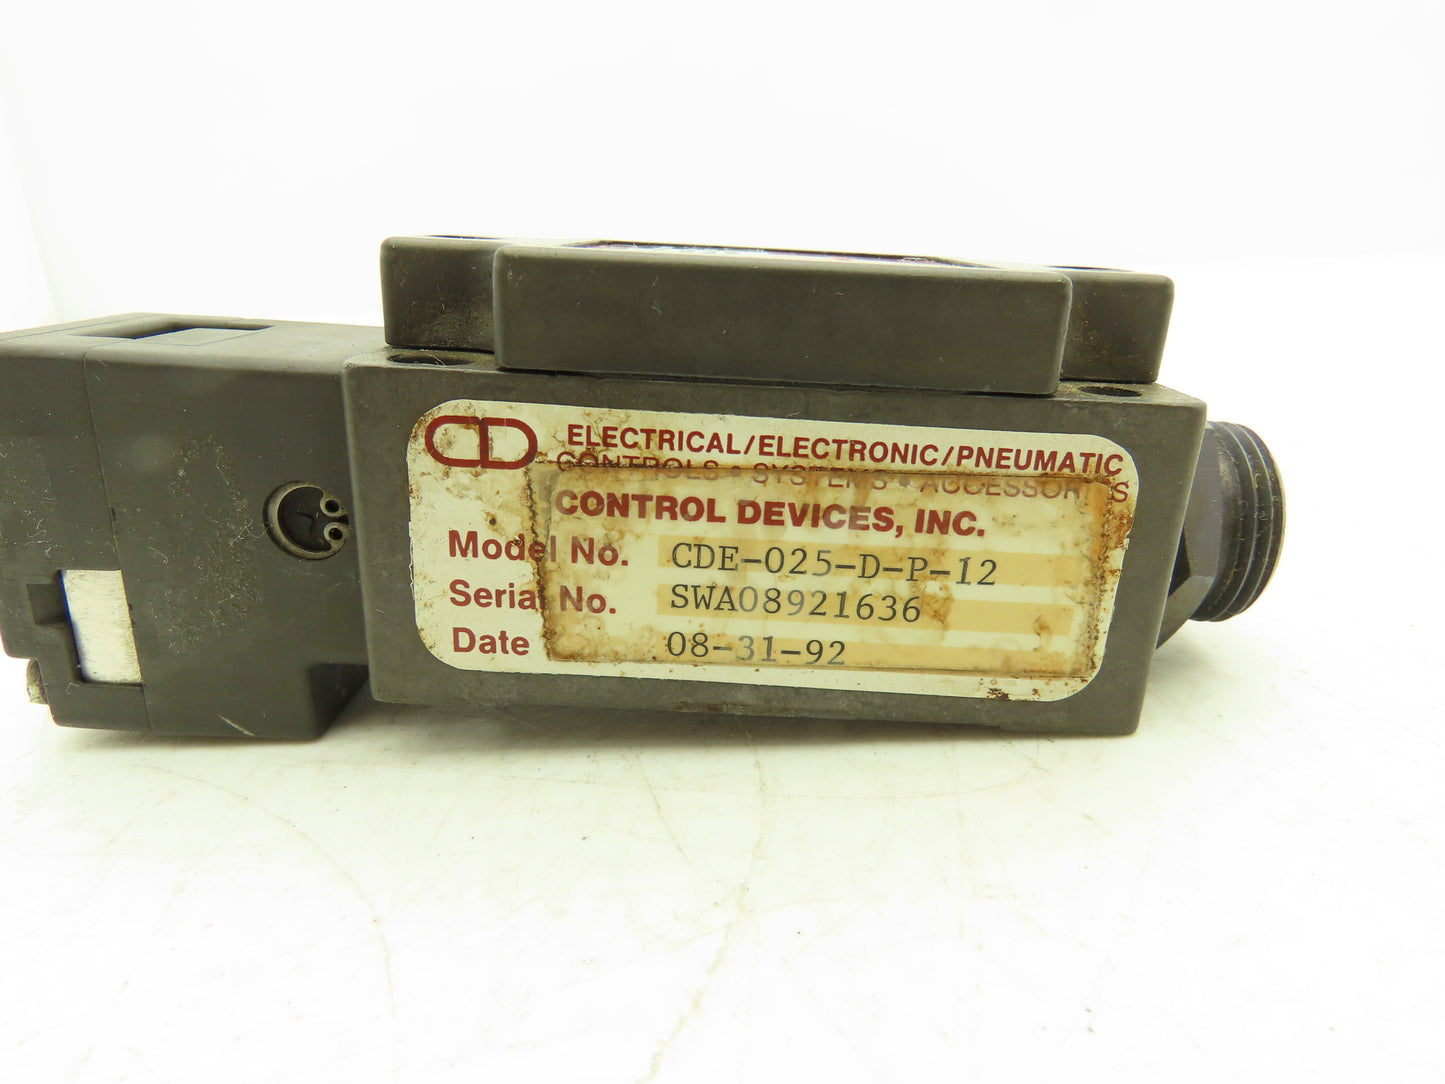 CD ELECTRICAL/ELECTRONIC/PNEUMATIC
CONTROLS • SYSTEMS • ACCESSORIES
CONTROL DEVICES, INC.
Model No. CDE-025-D-P-12
Serial No. SWA08921636
Date 08-31-92